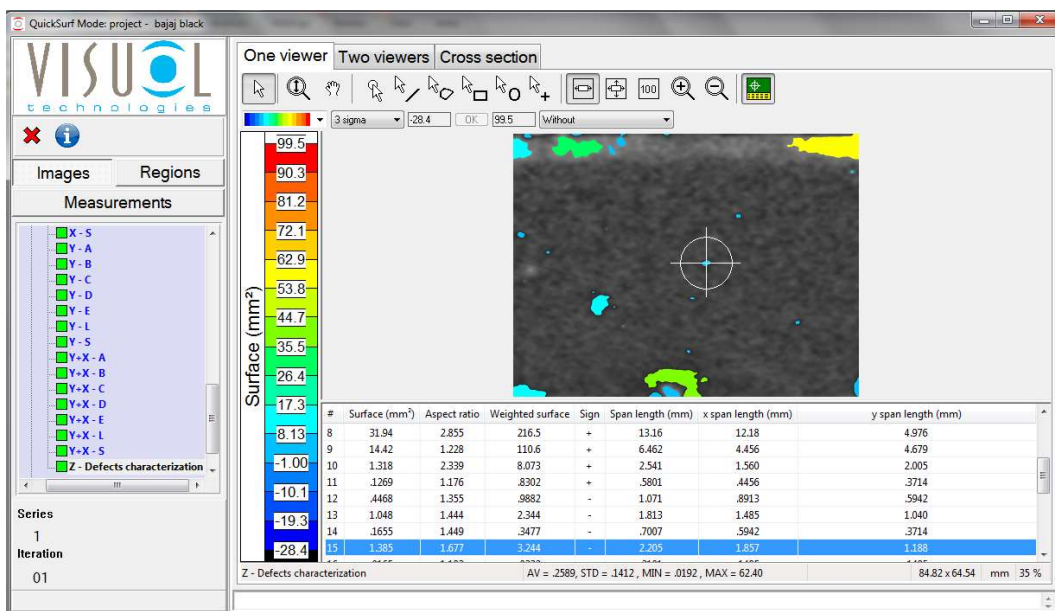 QuickSurf Mode: project - bajaj black
VISUOL
technologies
Images Regions
Measurements
X - S
Y - A
Y - B
Y - C
Y - D
Y - E
Y - L
Y - S
Y+X - A
Y+X - B
Y+X - C
Y+X - D
Y+X - E
Y+X - L
Y+X - S
Z - Defects characterization
Series
1
Iteration
01
One viewer Two viewers Cross section
100
3 sigma -28.4 OK 99.5 Without
Surface (mm²)
99.5
90.3
81.2
72.1
62.9
53.8
44.7
35.5
26.4
17.3
8.13
-1.00
-10.1
-19.3
-28.4
# Surface (mm²) Aspect ratio Weighted surface Sign Span length (mm) x span length (mm) y span length (mm)
8 31.94 2.855 216.5 + 13.16 12.18 4.976
9 14.42 1.228 110.6 + 6.462 4.456 4.679
10 1.318 2.339 8.073 + 2.541 1.560 2.005
11 .1269 1.176 .8302 + .5801 .4456 .3714
12 .4468 1.355 .9882 - 1.071 .8913 .5942
13 1.048 1.444 2.344 - 1.813 1.485 1.040
14 .1655 1.449 .3477 - .7007 .5942 .3714
15 1.385 1.677 3.244 - 2.205 1.857 1.188
Z - Defects characterization AV = .2589, STD = .1412 , MIN = .0192 , MAX = 62.40 84.82 x 64.54 mm 35 %